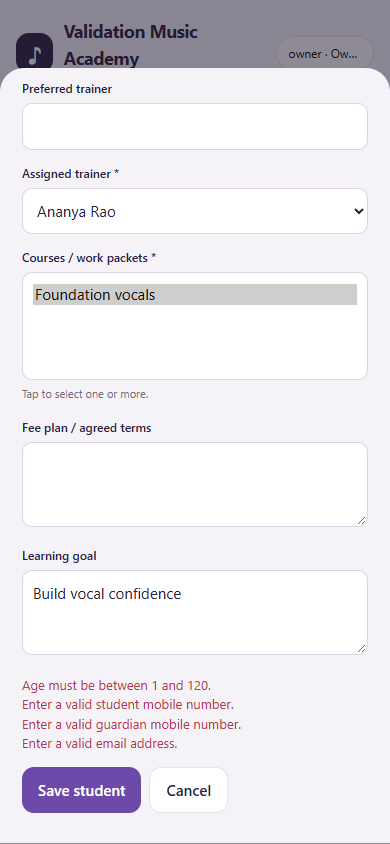 Validation Music
Academy
owner · Ow...
Preferred trainer
Assigned trainer *
Ananya Rao
Courses / work packets *
Foundation vocals
Tap to select one or more.
Fee plan / agreed terms
Learning goal
Build vocal confidence
Age must be between 1 and 120.
Enter a valid student mobile number.
Enter a valid guardian mobile number.
Enter a valid email address.
Save student
Cancel